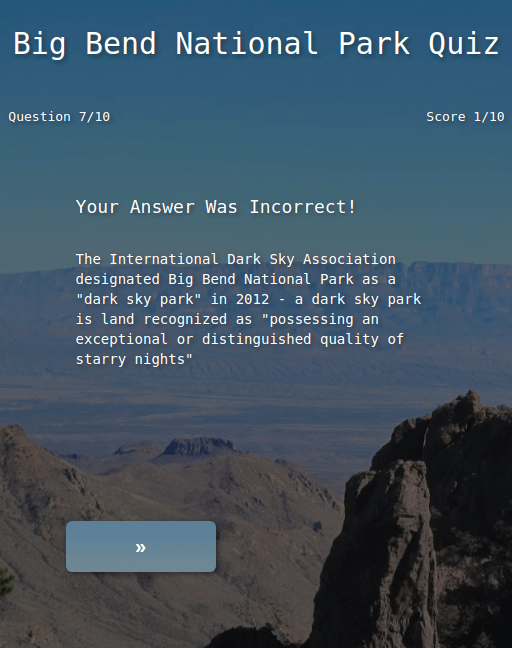 Big Bend National Park Quiz
Question 7/10
Score 1/10
Your Answer Was Incorrect!
The International Dark Sky Association
designated Big Bend National Park as a
"dark sky park" in 2012 - a dark sky park
is land recognized as "possessing an
exceptional or distinguished quality of
starry nights"
»